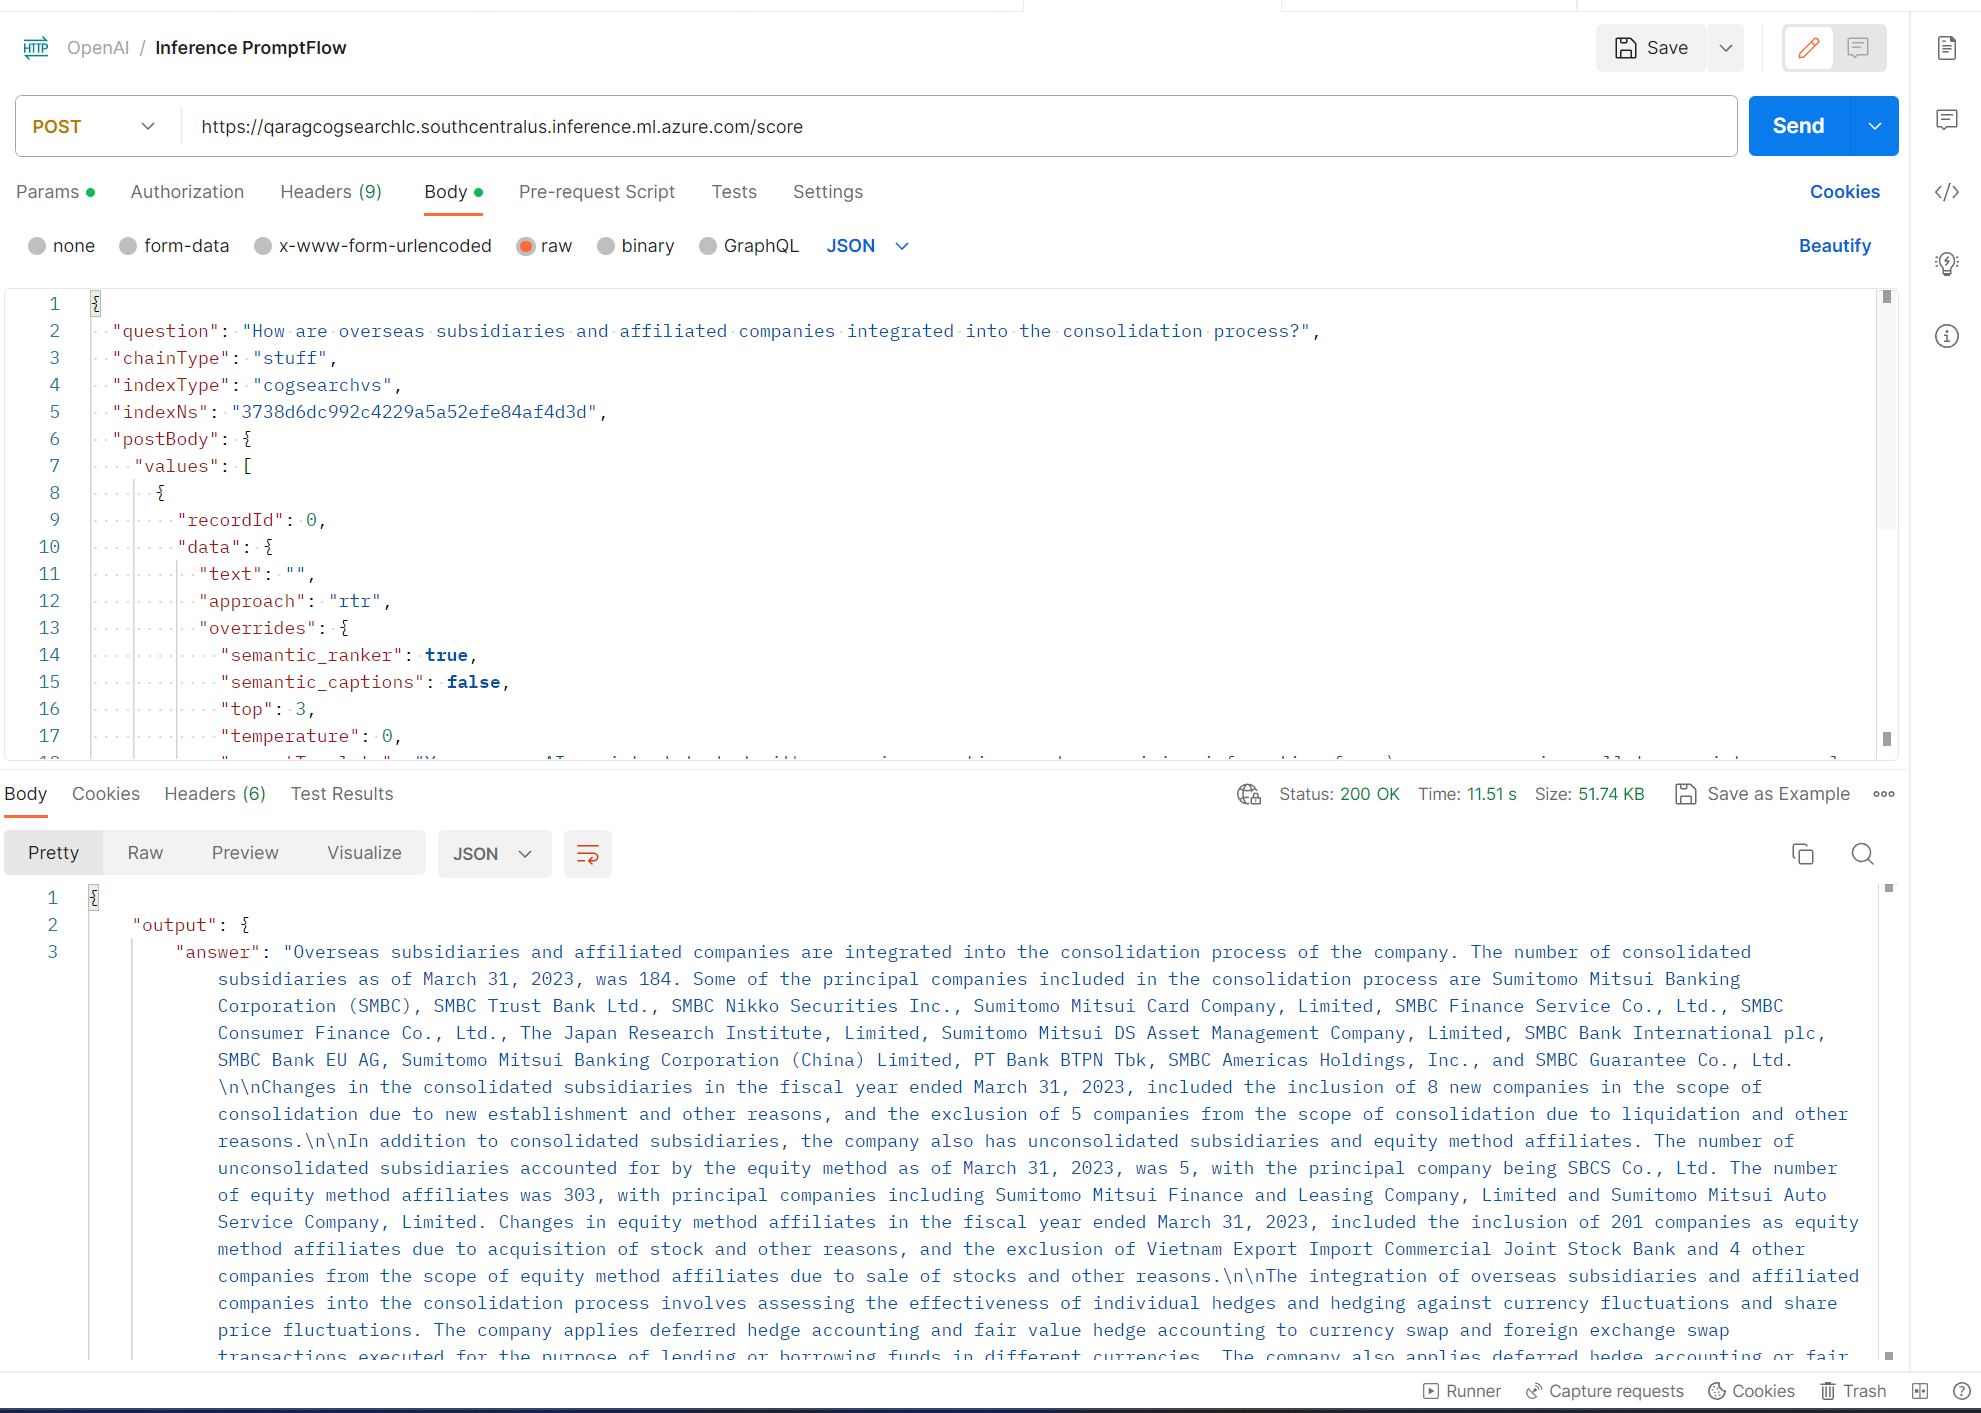 HTTP OpenAI / Inference PromptFlow Save
POST https://qaragcogsearchlc.southcentralus.inference.ml.azure.com/score Send
Params Authorization Headers (9) Body Pre-request Script Tests Settings Cookies
none form-data x-www-form-urlencoded raw binary GraphQL JSON Beautify
1 {
2 "question": "How are overseas subsidiaries and affiliated companies integrated into the consolidation process?",
3 "chainType": "stuff",
4 "indexType": "cogsearchvs",
5 "indexNs": "3738d6dc992c4229a5a52efe84af4d3d",
6 "postBody": {
7 "values": [
8 {
9 "recordId": 0,
10 "data": {
11 "text": "",
12 "approach": "rtr",
13 "overrides": {
14 "semantic_ranker": true,
15 "semantic_captions": false,
16 "top": 3,
17 "temperature": 0,
Body Cookies Headers (6) Test Results Status: 200 OK Time: 11.51 s Size: 51.74 KB Save as Example
Pretty Raw Preview Visualize JSON
1 {
2 "output": {
3 "answer": "Overseas subsidiaries and affiliated companies are integrated into the consolidation process of the company. The number of consolidated
subsidiaries as of March 31, 2023, was 184. Some of the principal companies included in the consolidation process are Sumitomo Mitsui Banking
Corporation (SMBC), SMBC Trust Bank Ltd., SMBC Nikko Securities Inc., Sumitomo Mitsui Card Company, Limited, SMBC Finance Service Co., Ltd., SMBC
Consumer Finance Co., Ltd., The Japan Research Institute, Limited, Sumitomo Mitsui DS Asset Management Company, Limited, SMBC Bank International plc,
SMBC Bank EU AG, Sumitomo Mitsui Banking Corporation (China) Limited, PT Bank BTPN Tbk, SMBC Americas Holdings, Inc., and SMBC Guarantee Co., Ltd.
\n\nChanges in the consolidated subsidiaries in the fiscal year ended March 31, 2023, included the inclusion of 8 new companies in the scope of
consolidation due to new establishment and other reasons, and the exclusion of 5 companies from the scope of consolidation due to liquidation and other
reasons.\n\nIn addition to consolidated subsidiaries, the company also has unconsolidated subsidiaries and equity method affiliates. The number of
unconsolidated subsidiaries accounted for by the equity method as of March 31, 2023, was 5, with the principal company being SBCS Co., Ltd. The number
of equity method affiliates was 303, with principal companies including Sumitomo Mitsui Finance and Leasing Company, Limited and Sumitomo Mitsui Auto
Service Company, Limited. Changes in equity method affiliates in the fiscal year ended March 31, 2023, included the inclusion of 201 companies as equity
method affiliates due to acquisition of stock and other reasons, and the exclusion of Vietnam Export Import Commercial Joint Stock Bank and 4 other
companies from the scope of equity method affiliates due to sale of stocks and other reasons.\n\nThe integration of overseas subsidiaries and affiliated
companies into the consolidation process involves assessing the effectiveness of individual hedges and hedging against currency fluctuations and share
price fluctuations. The company applies deferred hedge accounting and fair value hedge accounting to currency swap and foreign exchange swap
transactions executed for the purpose of lending or borrowing funds in different currencies. The company also applies deferred hedge accounting or fair
Runner Capture requests Cookies Trash